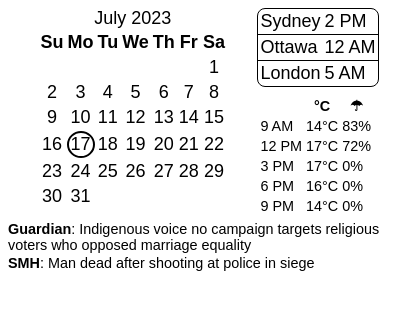 July 2023
Su Mo Tu We Th Fr Sa
1
2 3 4 5 6 7 8
9 10 11 12 13 14 15
16 17 18 19 20 21 22
23 24 25 26 27 28 29
30 31
Sydney 2 PM
Ottawa 12 AM
London 5 AM
°C ☂
9 AM 14°C 83%
12 PM 17°C 72%
3 PM 17°C 0%
6 PM 16°C 0%
9 PM 14°C 0%
Guardian: Indigenous voice no campaign targets religious
voters who opposed marriage equality
SMH: Man dead after shooting at police in siege